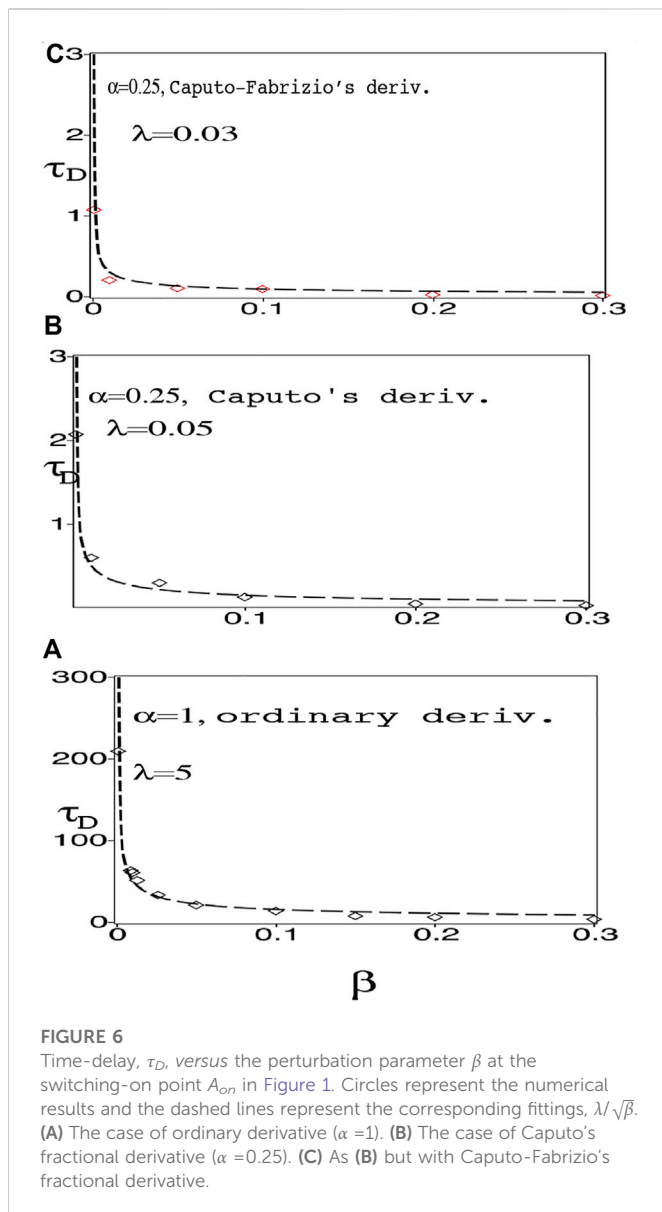 C
3
α=0.25, Caputo-Fabrizio's deriv.
λ=0.03
2
τD
1
0
0 0.1 0.2 0.3
B
3
α=0.25, Caputo's deriv.
λ=0.05
2
τD
1
0.1 0.2 0.3
A
300
α=1, ordinary deriv.
200
λ=5
τD
100
0
0 0.1 0.2 0.3
β
FIGURE 6
Time-delay, τD, versus the perturbation parameter β at the
switching-on point Aon in Figure 1. Circles represent the numerical
results and the dashed lines represent the corresponding fittings, λ/√β.
(A) The case of ordinary derivative (α =1). (B) The case of Caputo's
fractional derivative (α =0.25). (C) As (B) but with Caputo-Fabrizio's
fractional derivative.